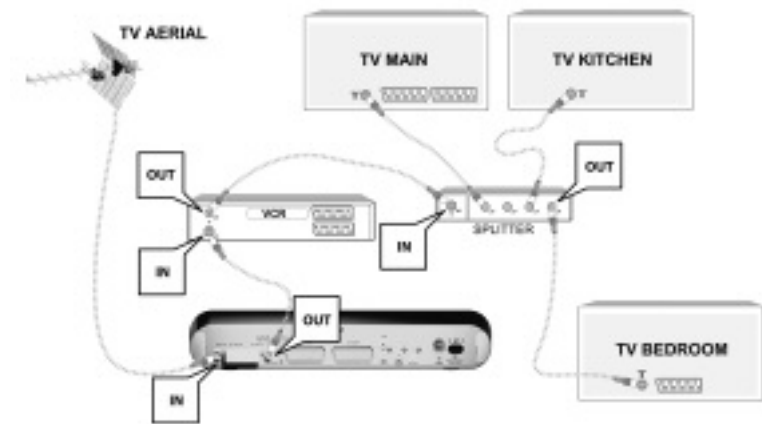 TV AERIAL
TV MAIN
TV KITCHEN
OUT
VCR
IN
OUT
IN
SPLITTER
OUT
IN
TV BEDROOM